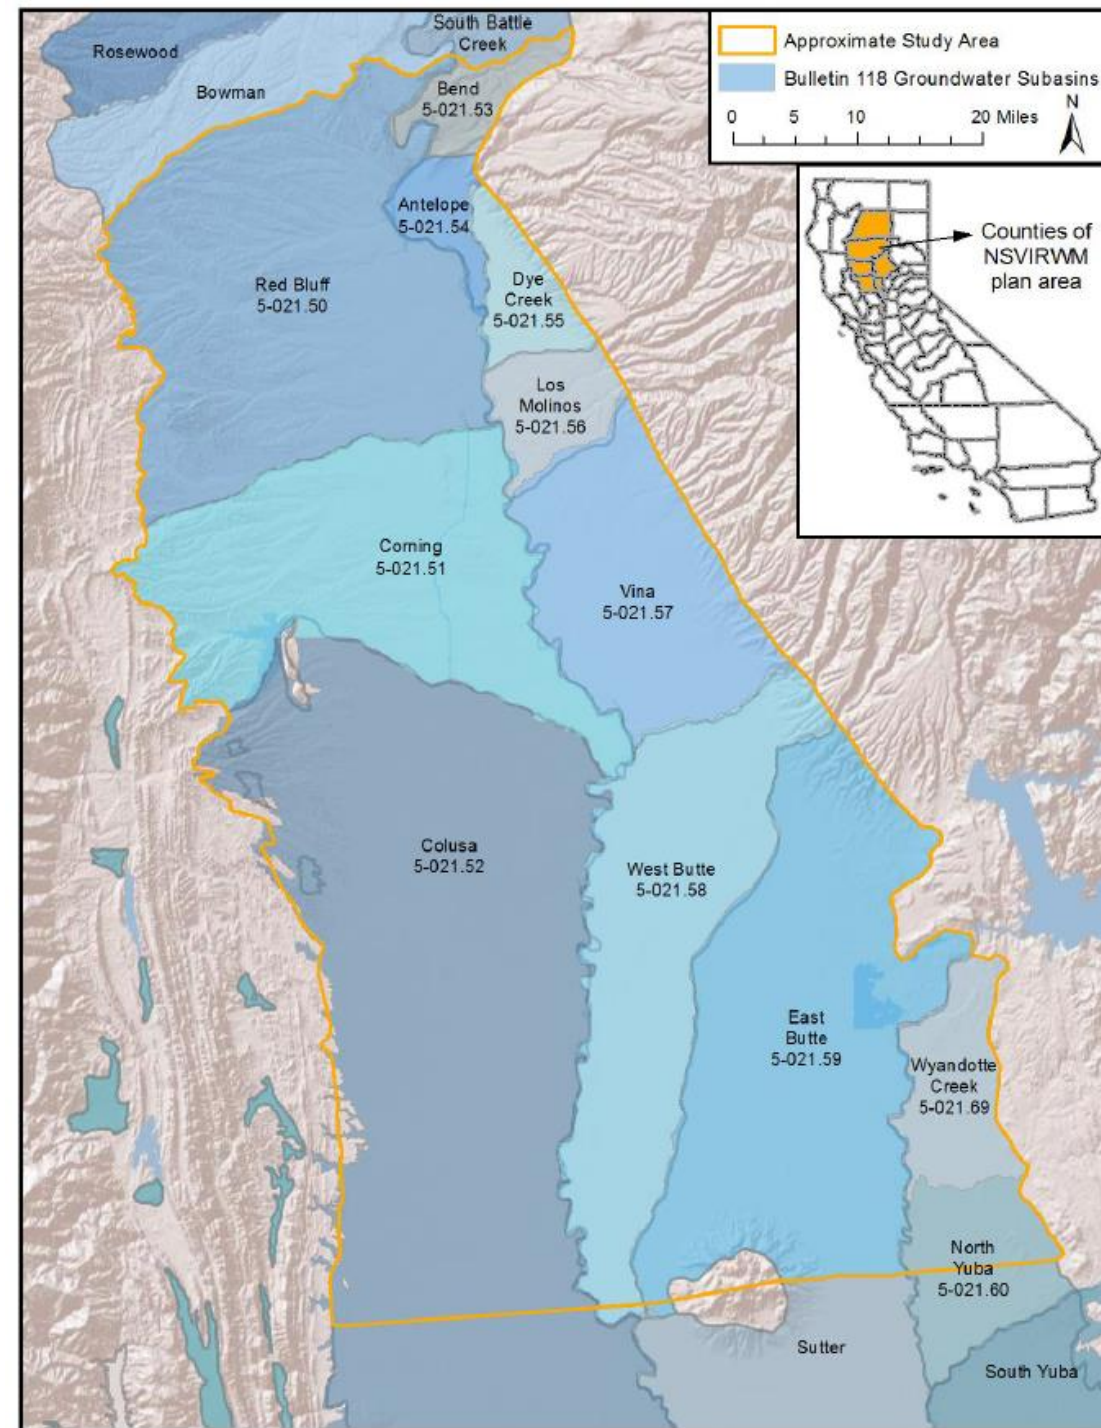 South Battle
Creek
Rosewood
Bowman
Bend
5-021.53
Approximate Study Area
Bulletin 118 Groundwater Subasins
0 5 10 20 Miles
N
Antelope
5-021.54
Counties of
NSVIRWM
plan area
Red Bluff
5-021.50
Dye
Creek
5-021.55
Los
Molinos
5-021.56
Corning
5-021.51
Vina
5-021.57
Colusa
5-021.52
West Butte
5-021.58
East
Butte
5-021.59
Wyandotte
Creek
5-021.69
North
Yuba
5-021.60
Sutter
South Yuba